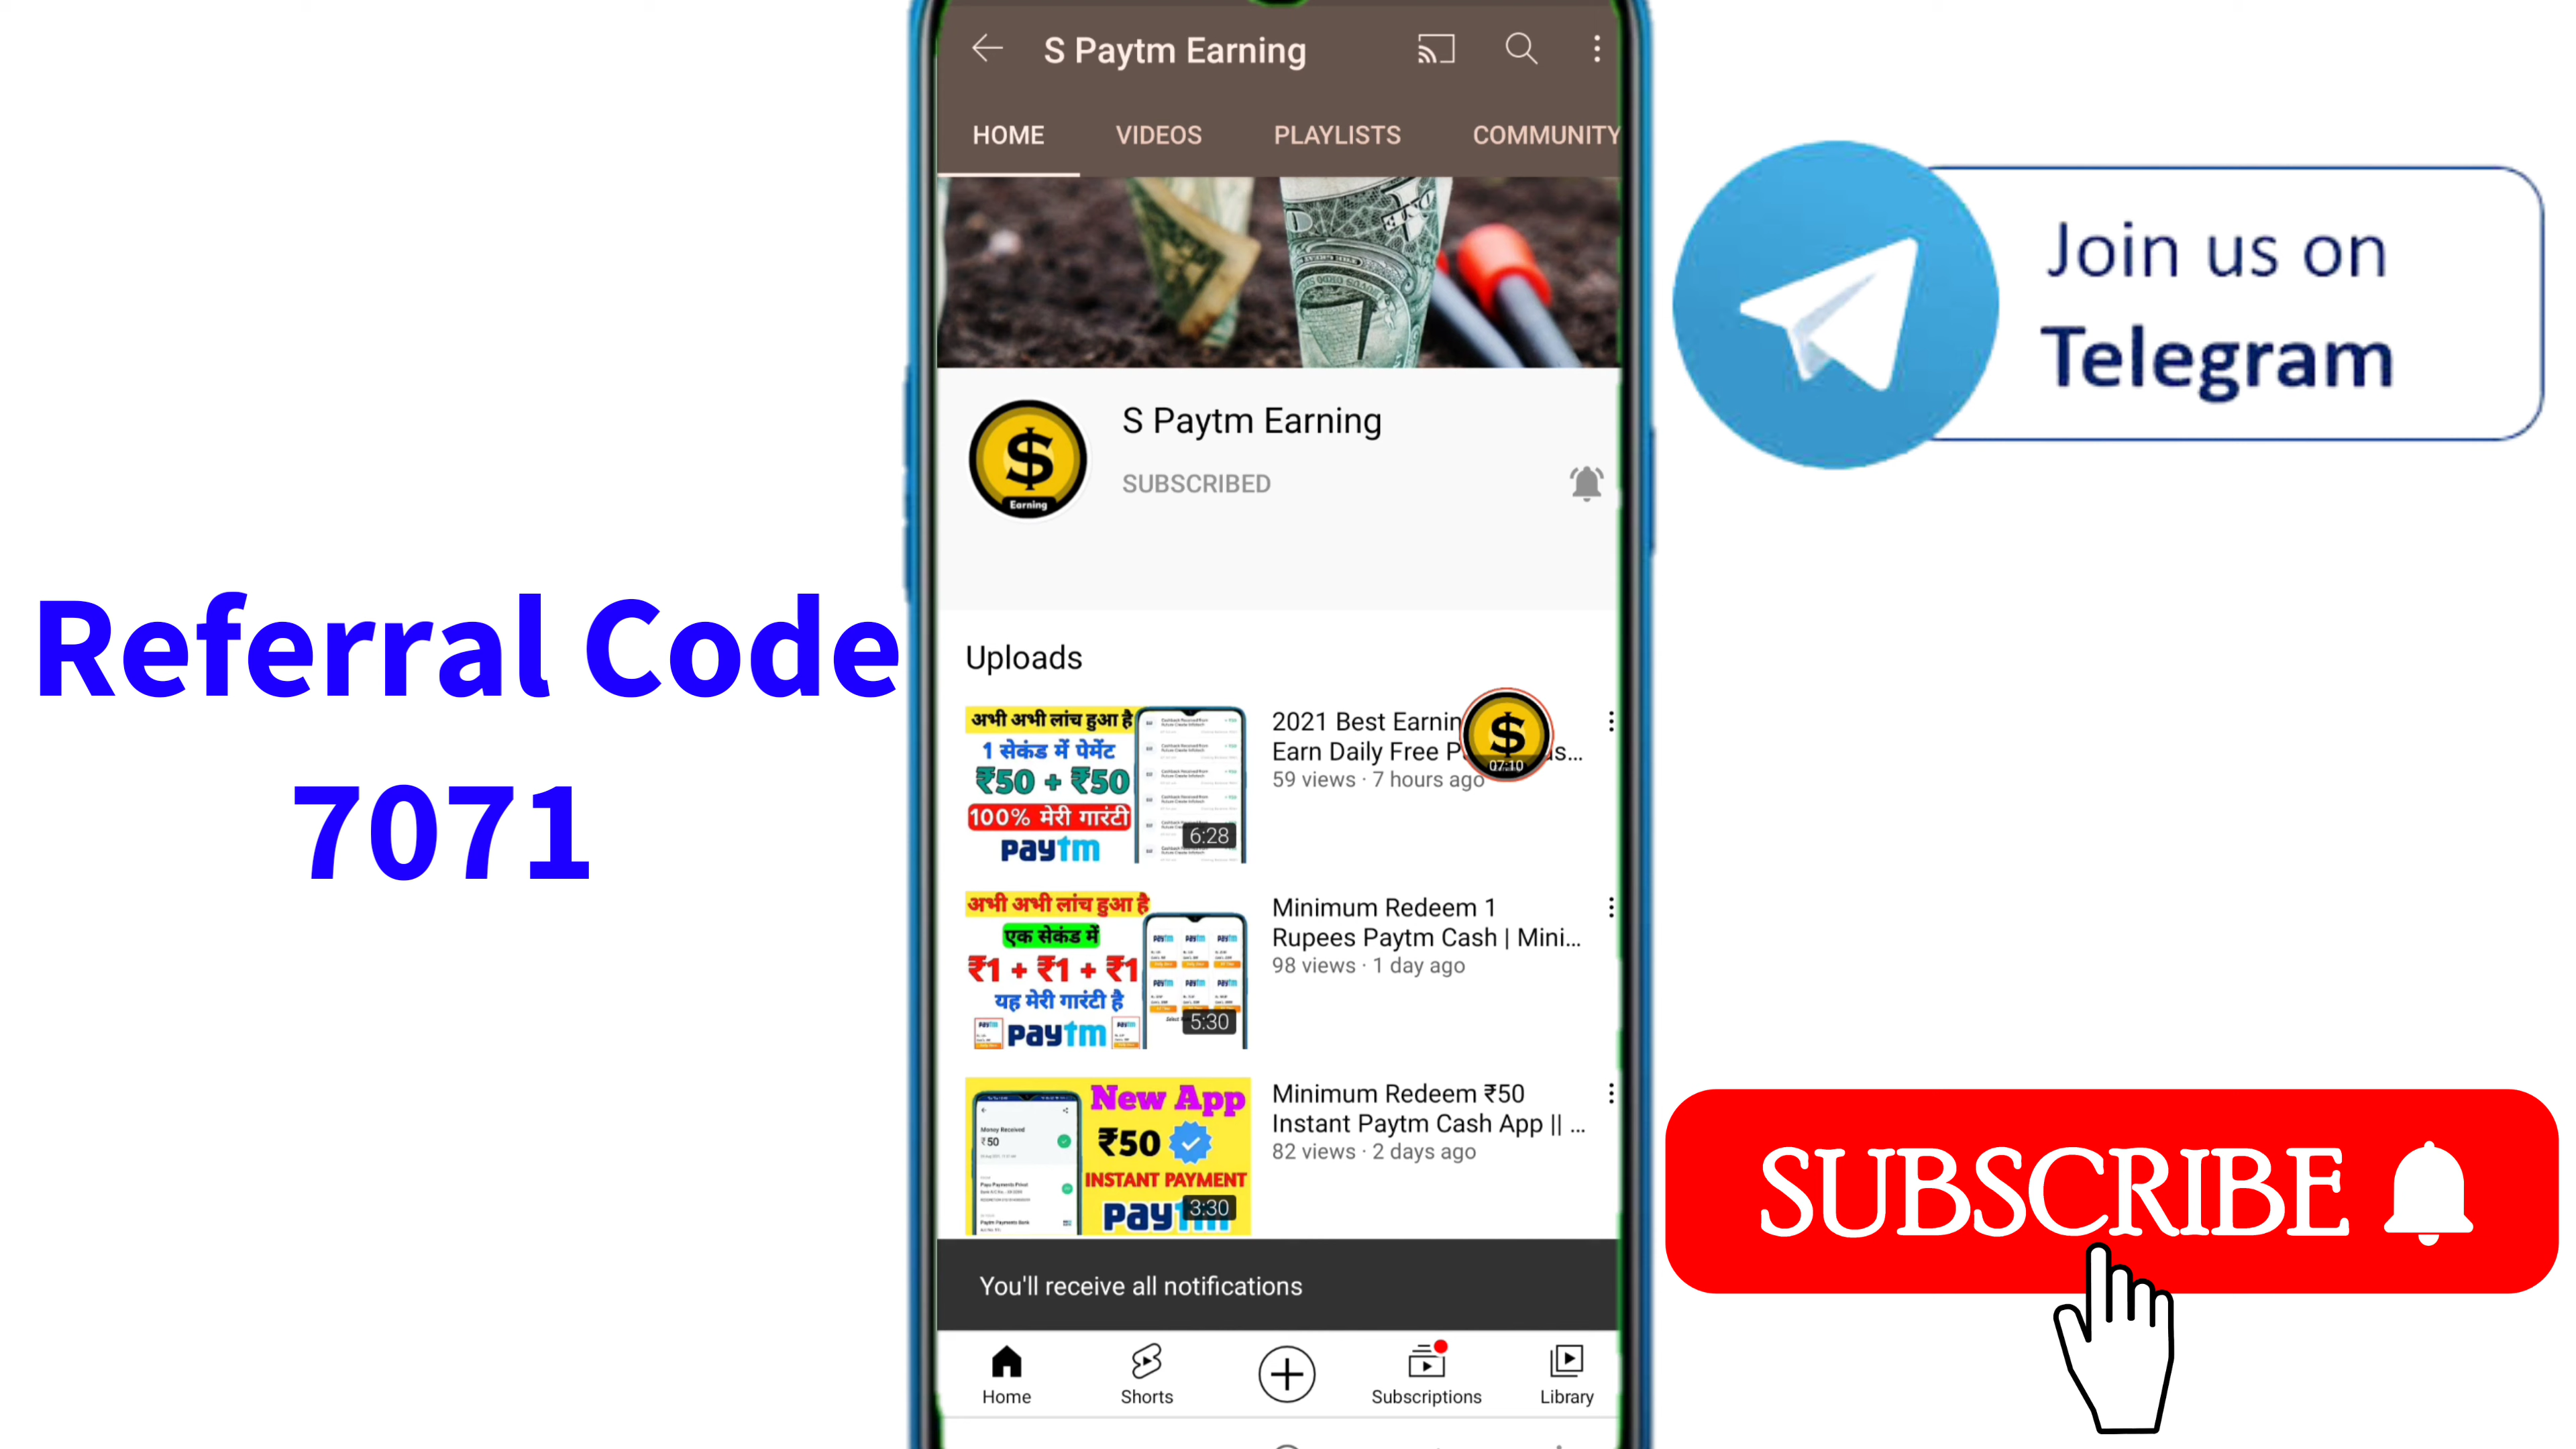 S Paytm Earning
HOME VIDEOS PLAYLISTS COMMUNITY
Join us on
Telegram
$
Earning
S Paytm Earning
SUBSCRIBED
Referral Code
7071
Uploads
अभी अभी लांच हुआ है
1 सेकंड में पेमेंट
₹50 + ₹50
100% मेरी गारंटी
paytm
6:28
2021 Best Earnin
Earn Daily Free P s...
59 views · 7 hours ago
$
07:10
अभी अभी लांच हुआ है
एक सेकंड में
₹1 + ₹1 + ₹1
यह मेरी गारंटी है
paytm
5:30
Minimum Redeem 1
Rupees Paytm Cash | Mini...
98 views · 1 day ago
New App
₹50
INSTANT PAYMENT
paytm
3:30
Money Received
₹50
Minimum Redeem ₹50
Instant Paytm Cash App || ...
82 views · 2 days ago
SUBSCRIBE
You'll receive all notifications
Home Shorts Subscriptions Library